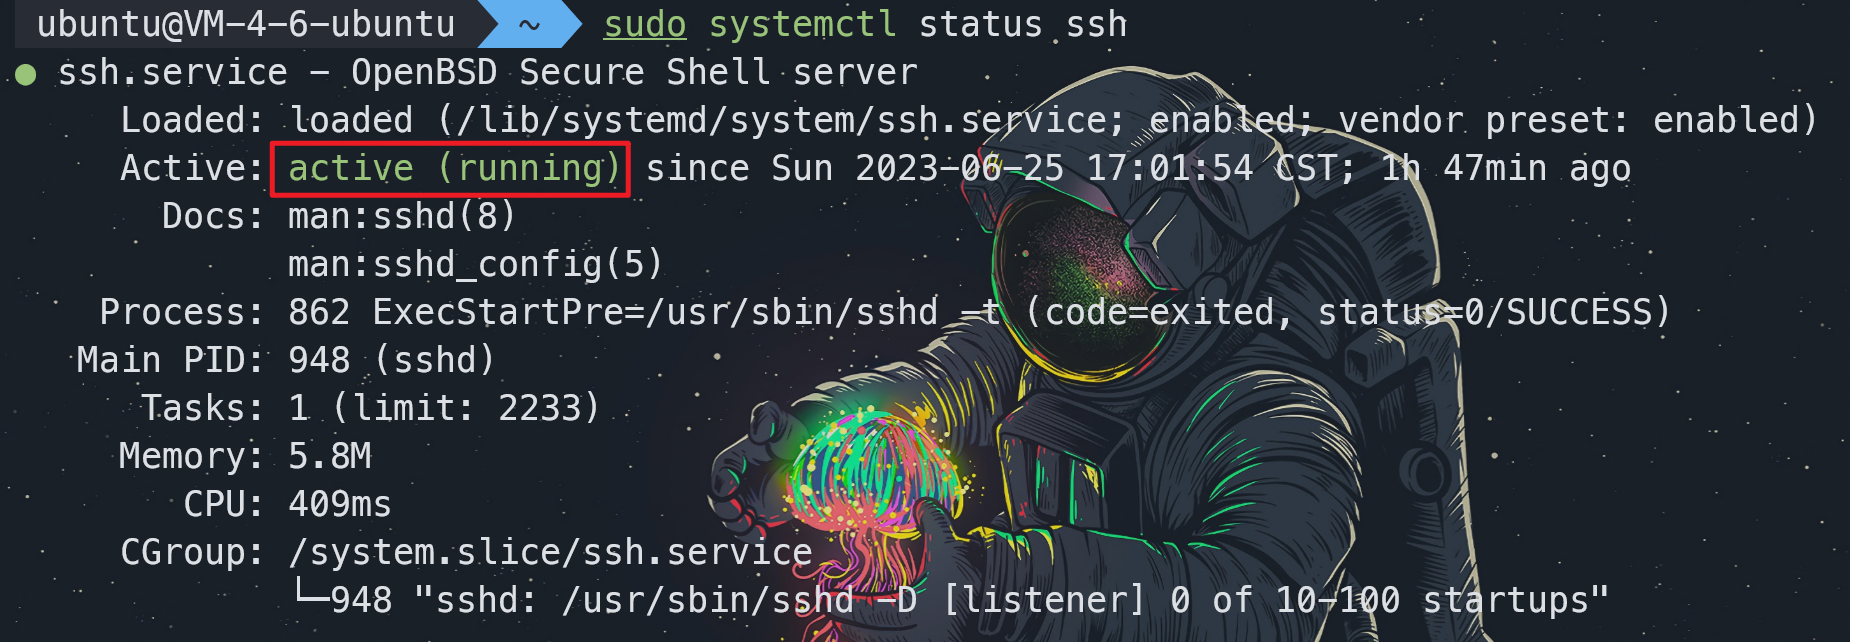 ubuntu@VM-4-6-ubuntu ~ sudo systemctl status ssh
● ssh.service - OpenBSD Secure Shell server
Loaded: loaded (/lib/systemd/system/ssh.service; enabled; vendor preset: enabled)
Active: active (running) since Sun 2023-06-25 17:01:54 CST; 1h 47min ago
Docs: man:sshd(8)
man:sshd_config(5)
Process: 862 ExecStartPre=/usr/sbin/sshd -t (code=exited, status=0/SUCCESS)
Main PID: 948 (sshd)
Tasks: 1 (limit: 2233)
Memory: 5.8M
CPU: 409ms
CGroup: /system.slice/ssh.service
└─948 "sshd: /usr/sbin/sshd -D [listener] 0 of 10-100 startups"